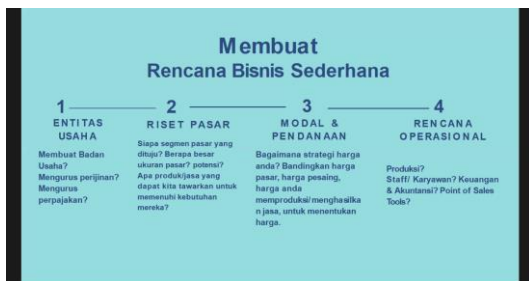 Membuat
Rencana Bisnis Sederhana
1
ENTITAS
USAHA
Membuat Badan
Usaha?
Mengurus perijinan?
Mengurus
perpajakan?
2
RISET PASAR
Siapa segmen pasar yang
dituju? Berapa besar
ukuran pasar? potensi?
Apa produk/jasa yang
dapat kita tawarkan untuk
memenuhi kebutuhan
mereka?
3
MODAL &
PENDANAAN
Bagaimana strategi harga
anda? Bandingkan harga
pasar, harga pesaing,
harga anda
memproduksi/menghasilka
n jasa, untuk menentukan
harga.
4
RENCANA
OPERASIONAL
Produksi?
Staff/ Karyawan? Keuangan
& Akuntansi? Point of Sales
Tools?